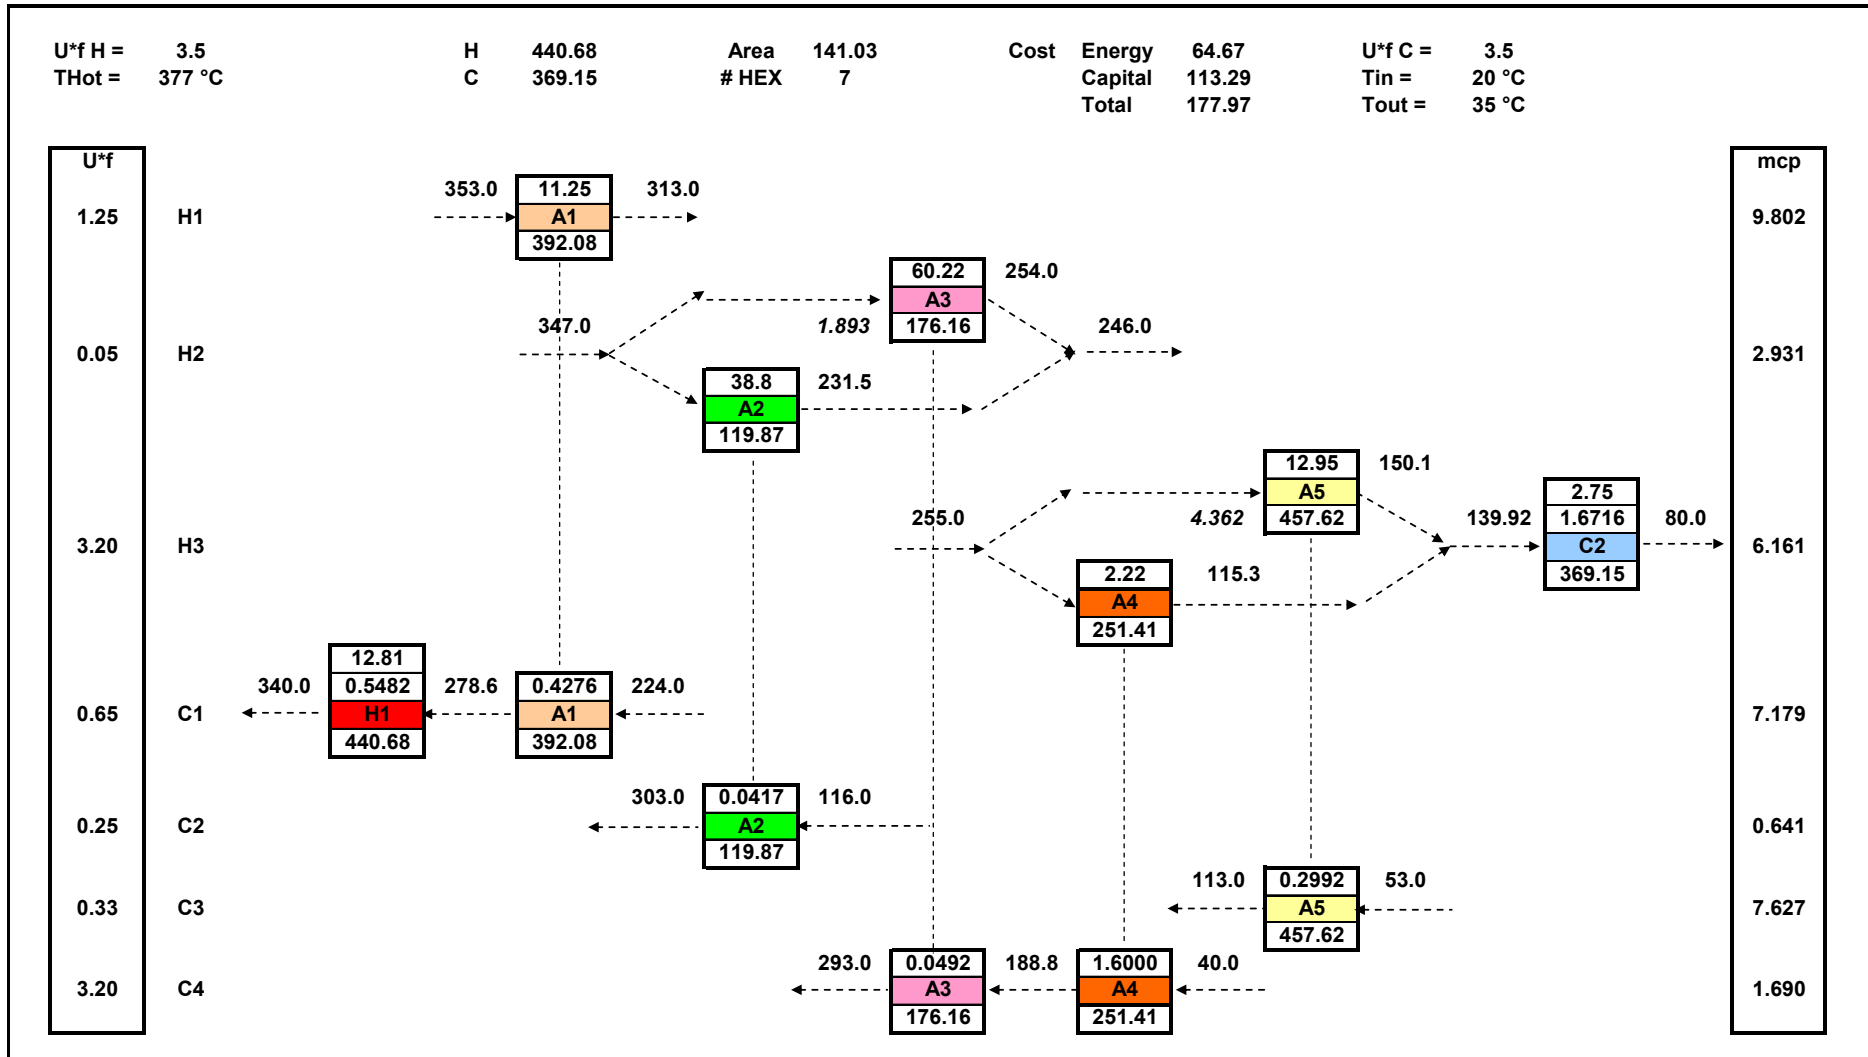 U*f H = 3.5 H 440.68 Area 141.03 Cost Energy 64.67 U*f C = 3.5
THot = 377 °C C 369.15 # HEX 7 Capital 113.29 Tin = 20 °C
Total 177.97 Tout = 35 °C
U*f mcp
353.0 11.25 313.0
1.25 H1 A1 9.802
392.08
60.22 254.0
A3
347.0 1.893 176.16 246.0
0.05 H2 2.931
38.8 231.5
A2
119.87
12.95 150.1
A5 2.75
255.0 4.362 457.62 139.92 1.6716 80.0
3.20 H3 C2 6.161
2.22 115.3 369.15
A4
251.41
12.81
340.0 0.5482 278.6 0.4276 224.0
0.65 C1 H1 A1 7.179
440.68 392.08
303.0 0.0417 116.0
0.25 C2 A2 0.641
119.87
113.0 0.2992 53.0
0.33 C3 A5 7.627
457.62
293.0 0.0492 188.8 1.6000 40.0
3.20 C4 A3 A4 1.690
176.16 251.41